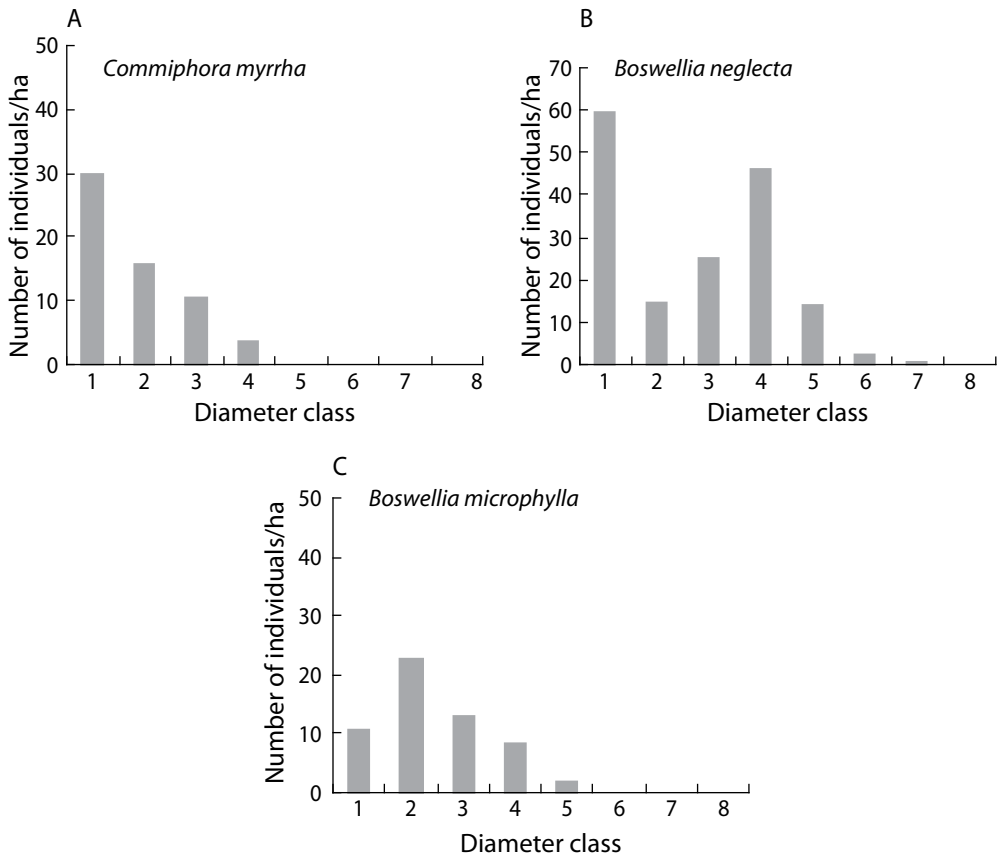 A
Commiphora myrrha
Number of individuals/ha
50
40
30
20
10
0
1 2 3 4 5 6 7 8
Diameter class
B
Boswellia neglecta
Number of individuals/ha
70
60
50
40
30
20
10
0
1 2 3 4 5 6 7 8
Diameter class
C
Boswellia microphylla
Number of individuals/ha
50
40
30
20
10
0
1 2 3 4 5 6 7 8
Diameter class